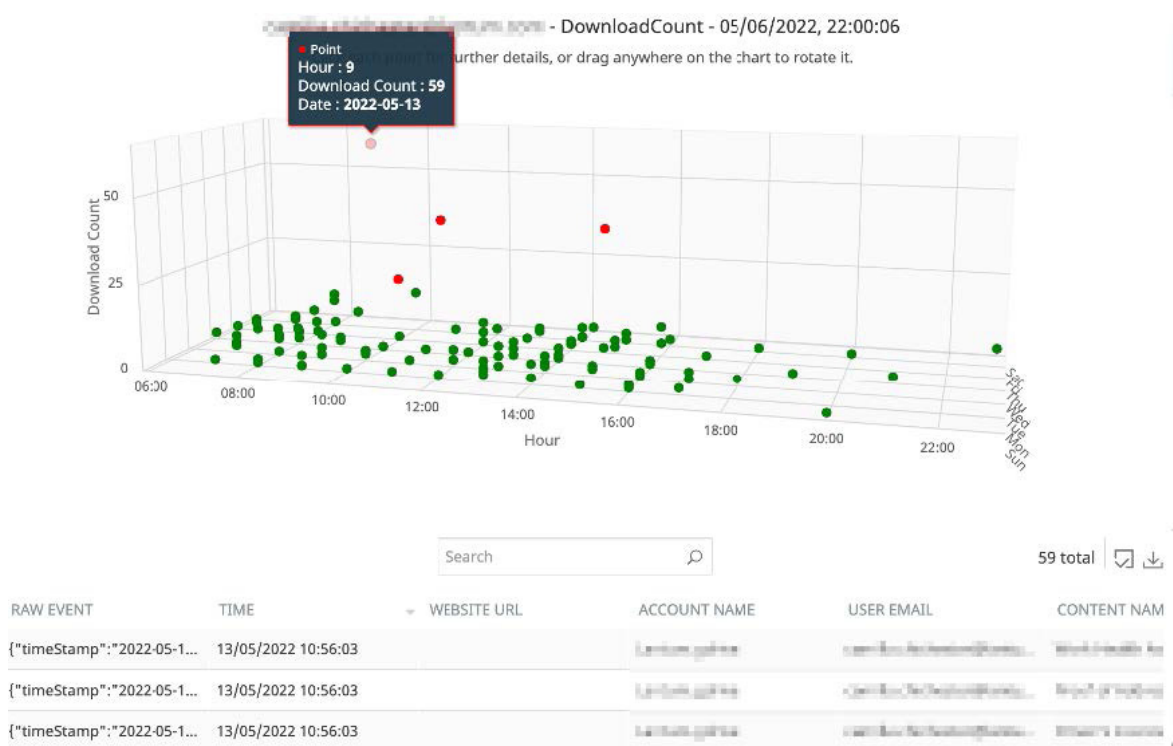 - DownloadCount - 05/06/2022, 22:00:06
Point
Hour : 9
Download Count : 59
Date : 2022-05-13
further details, or drag anywhere on the chart to rotate it.
Download Count
50
25
0
06:00
08:00
10:00
12:00
14:00
16:00
18:00
20:00
22:00
Hour
Sat
Fri
Thu
Wed
Tue
Mon
Sun
Search
59 total
RAW EVENT TIME WEBSITE URL ACCOUNT NAME USER EMAIL CONTENT NAM
{"timeStamp":"2022-05-1... 13/05/2022 10:56:03
{"timeStamp":"2022-05-1... 13/05/2022 10:56:03
{"timeStamp":"2022-05-1... 13/05/2022 10:56:03